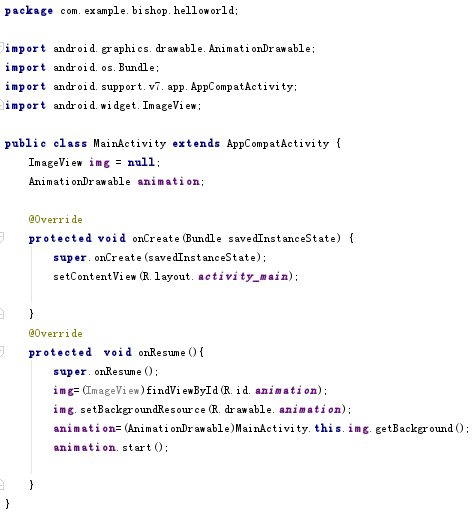 package com.example.bishop.helloworld;
import android.graphics.drawable.AnimationDrawable;
import android.os.Bundle;
import android.support.v7.app.AppCompatActivity;
import android.widget.ImageView;
public class MainActivity extends AppCompatActivity {
ImageView img = null;
AnimationDrawable animation;
@Override
protected void onCreate(Bundle savedInstanceState) {
super.onCreate(savedInstanceState);
setContentView(R.layout.activity_main);
}
@Override
protected  void onResume(){
super.onResume();
img=(ImageView)findViewById(R.id.animation);
img.setBackgroundResource(R.drawable.animation);
animation=(AnimationDrawable)MainActivity.this.img.getBackground();
animation.start();
}
}